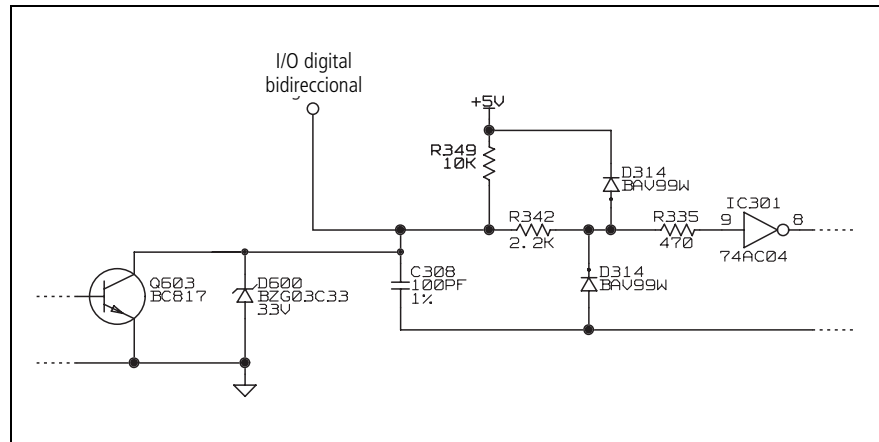 I/O digital
bidireccional
+5V
R349
10K
D314
BAV99W
R342
2.2K
R335
470
IC301
9
8
74AC04
D314
BAV99W
C308
100PF
1%
Q603
BC817
D600
BZG03C33
33V